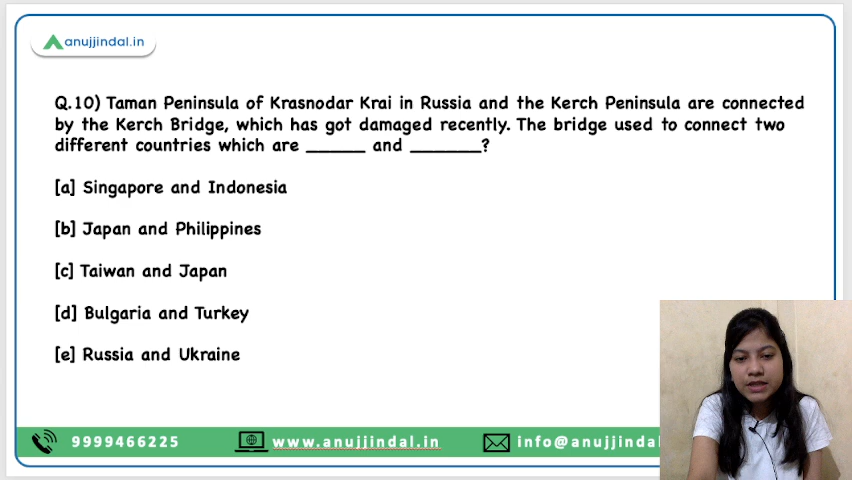 anujjindal.in
Q.10) Taman Peninsula of Krasnodar Krai in Russia and the Kerch Peninsula are connected
by the Kerch Bridge, which has got damaged recently. The bridge used to connect two
different countries which are ______ and _______?
[a] Singapore and Indonesia
[b] Japan and Philippines
[c] Taiwan and Japan
[d] Bulgaria and Turkey
[e] Russia and Ukraine
9999466225 www.anujjindal.in info@anujjindal